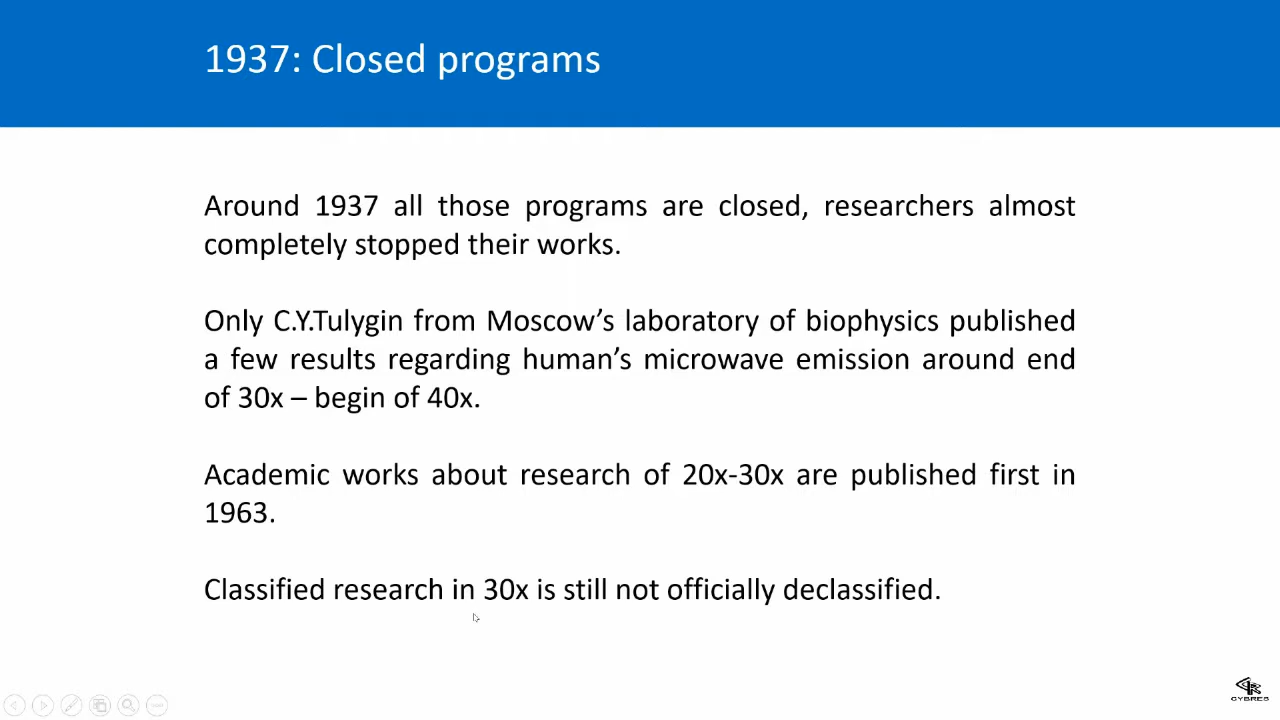 1937: Closed programs
Around 1937 all those programs are closed, researchers almost
completely stopped their works.
Only C.Y.Tulygin from Moscow’s laboratory of biophysics published
a few results regarding human’s microwave emission around end
of 30x – begin of 40x.
Academic works about research of 20x-30x are published first in
1963.
Classified research in 30x is still not officially declassified.
CYBRES